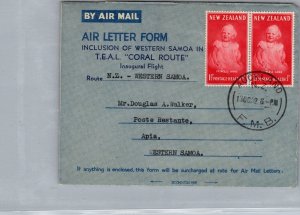 BY AIR MAIL
AIR LETTER FORM
INCLUSION OF WESTERN SAMOA IN
T.E.A.L. "CORAL ROUTE"
Inaugural Flight
Route N.Z. - WESTERN SAMOA.
NEW ZEALAND
NEW ZEALAND
Mr.Douglas A.Walker,
Poste Restante,
Apia,
WESTERN SAMOA.
F.M.B.
If anything is enclosed, this form will be surcharged at rate for Air Mail Letters